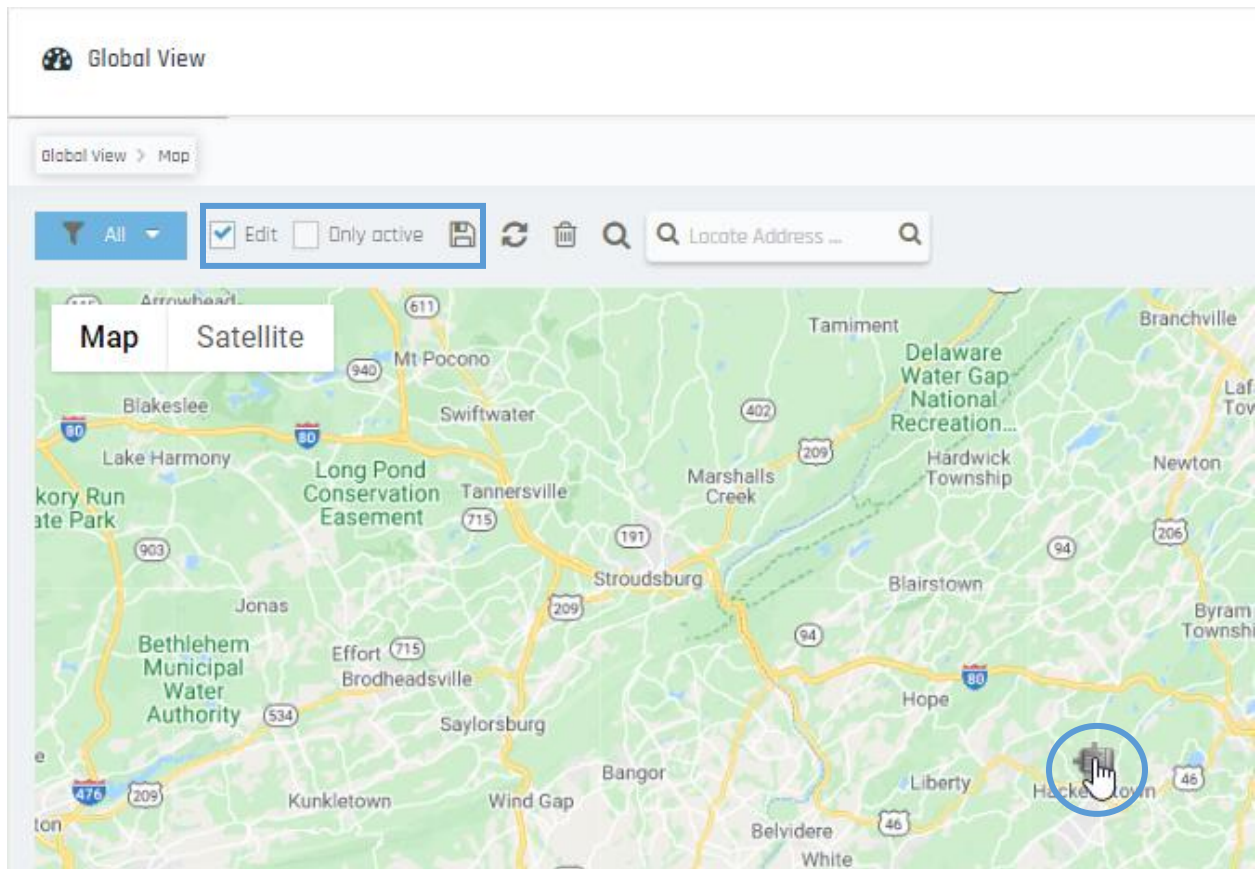 Global View
Global View > Map
All
Edit
Only active
Locate Address ...
Map
Satellite
611
Tamiment
Branchville
Delaware
Water Gap
National
Recreation...
940
Mt Pocono
Blakeslee
Swiftwater
402
80
80
209
Lake Harmony
Long Pond
Conservation
Easement
Tannersville
Marshalls
Creek
Hardwick
Township
Newton
715
903
191
94
206
Stroudsburg
Blairstown
Jonas
209
Byram
94
Bethlehem
Municipal
Water
Authority
Effort
715
Brodheadsville
80
Hope
534
Saylorsburg
Bangor
Liberty
46
476
209
Kunkletown
Wind Gap
Belvidere
46
White